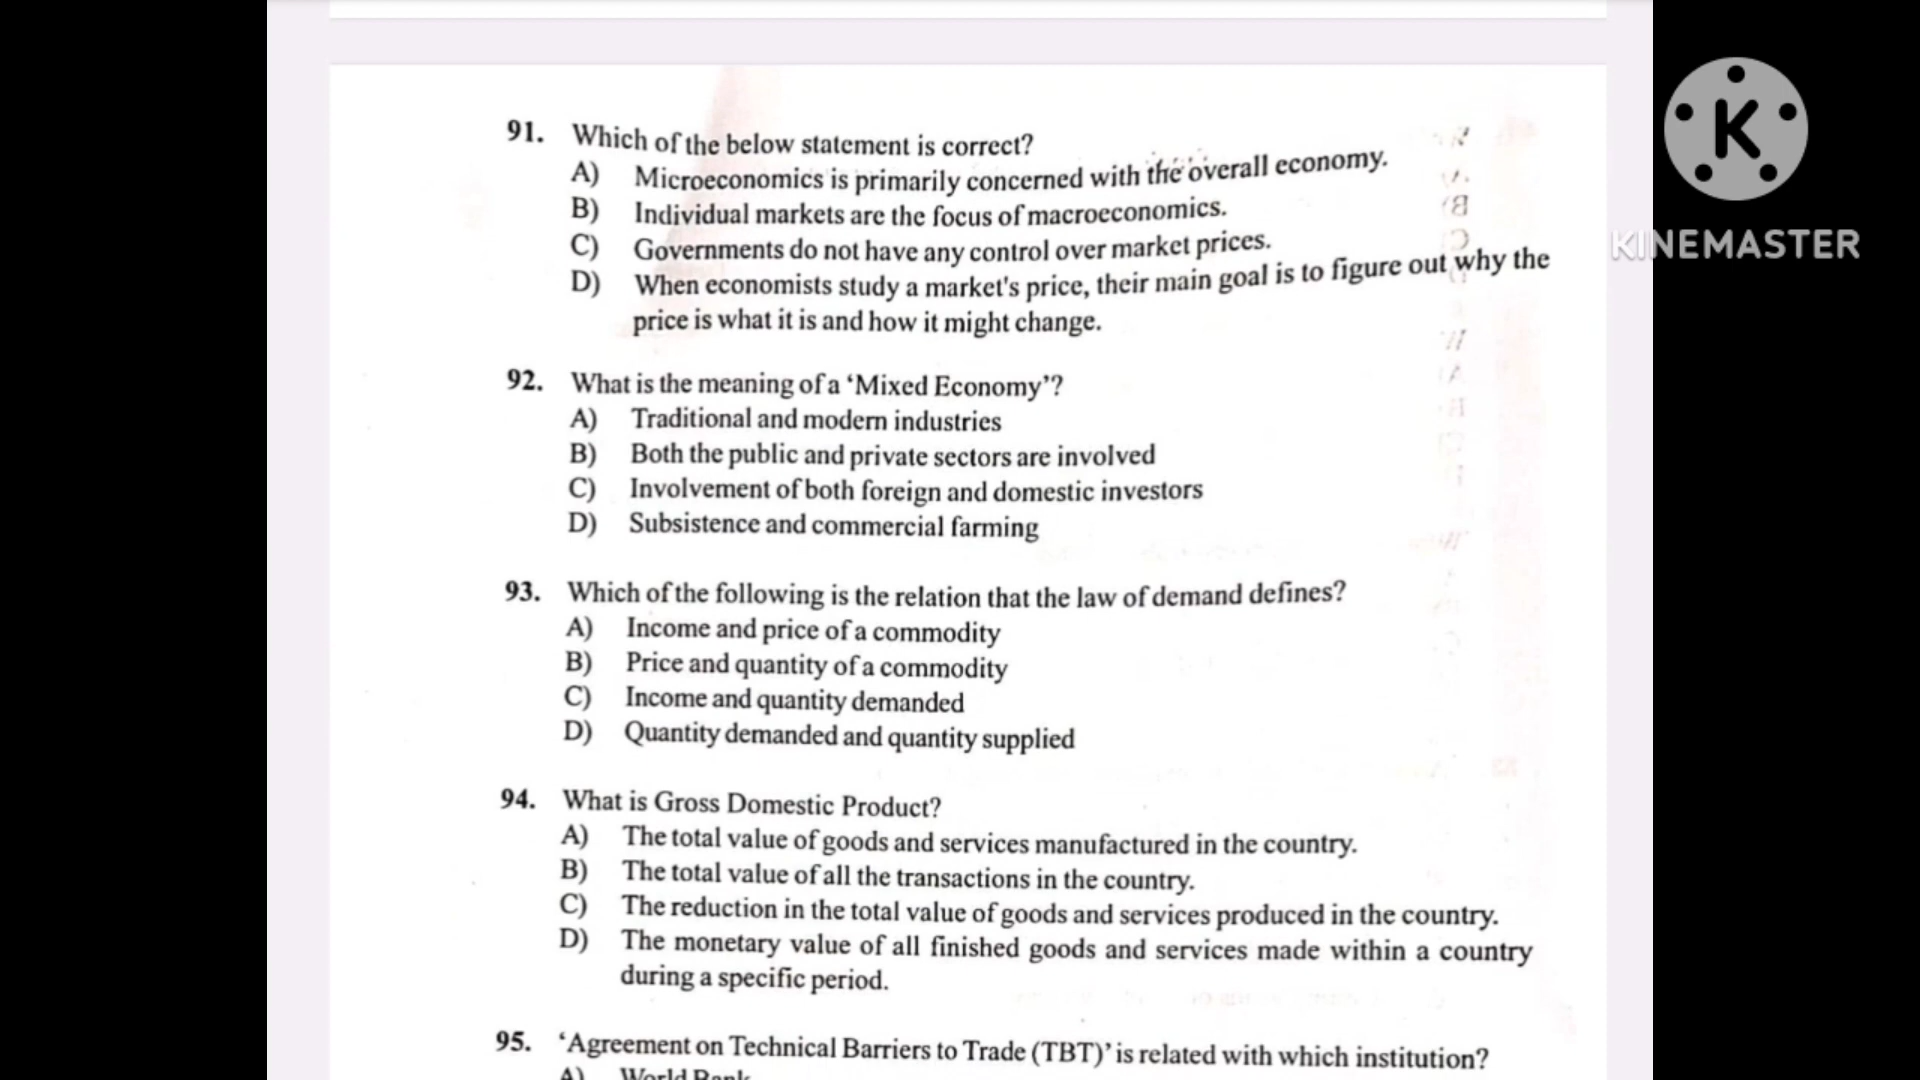 91. Which of the below statement is correct?
A) Microeconomics is primarily concerned with the overall economy.
B) Individual markets are the focus of macroeconomics.
C) Governments do not have any control over market prices.
D) When economists study a market's price, their main goal is to figure out why the
price is what it is and how it might change.
92. What is the meaning of a ‘Mixed Economy’?
A) Traditional and modern industries
B) Both the public and private sectors are involved
C) Involvement of both foreign and domestic investors
D) Subsistence and commercial farming
93. Which of the following is the relation that the law of demand defines?
A) Income and price of a commodity
B) Price and quantity of a commodity
C) Income and quantity demanded
D) Quantity demanded and quantity supplied
94. What is Gross Domestic Product?
A) The total value of goods and services manufactured in the country.
B) The total value of all the transactions in the country.
C) The reduction in the total value of goods and services produced in the country.
D) The monetary value of all finished goods and services made within a country
during a specific period.
95. ‘Agreement on Technical Barriers to Trade (TBT)’ is related with which institution?
A) World Bank
K
KINEMASTER